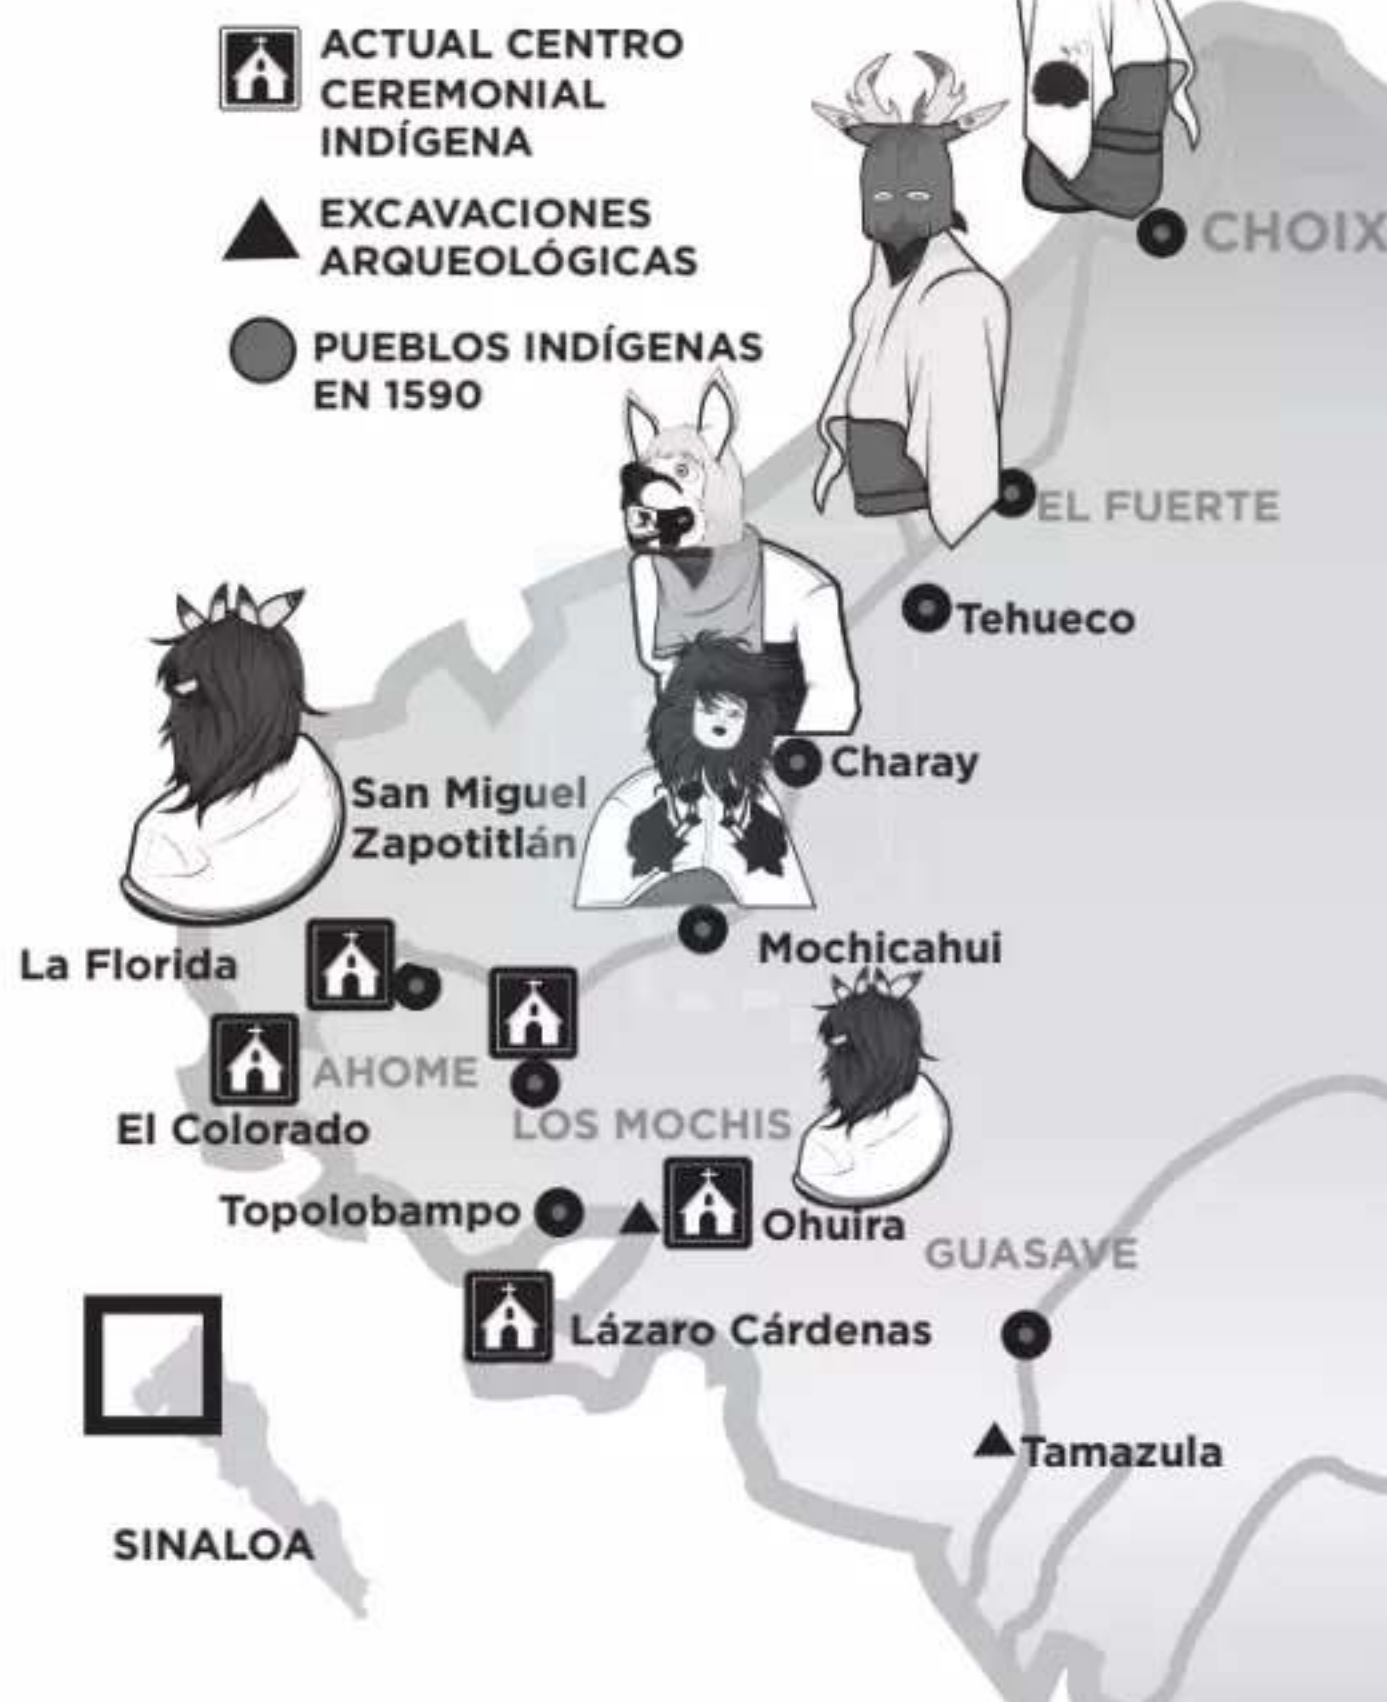 ACTUAL CENTRO
CEREMONIAL
INDÍGENA
EXCAVACIONES
ARQUEOLÓGICAS
PUEBLOS INDÍGENAS
EN 1590
CHOIX
EL FUERTE
Tehueco
Charay
San Miguel
Zapotitlán
Mochicahui
La Florida
AHOME
El Colorado
LOS MOCHIS
Topolobampo
Ohuira
GUASAVE
Lázaro Cárdenas
Tamazula
SINALOA